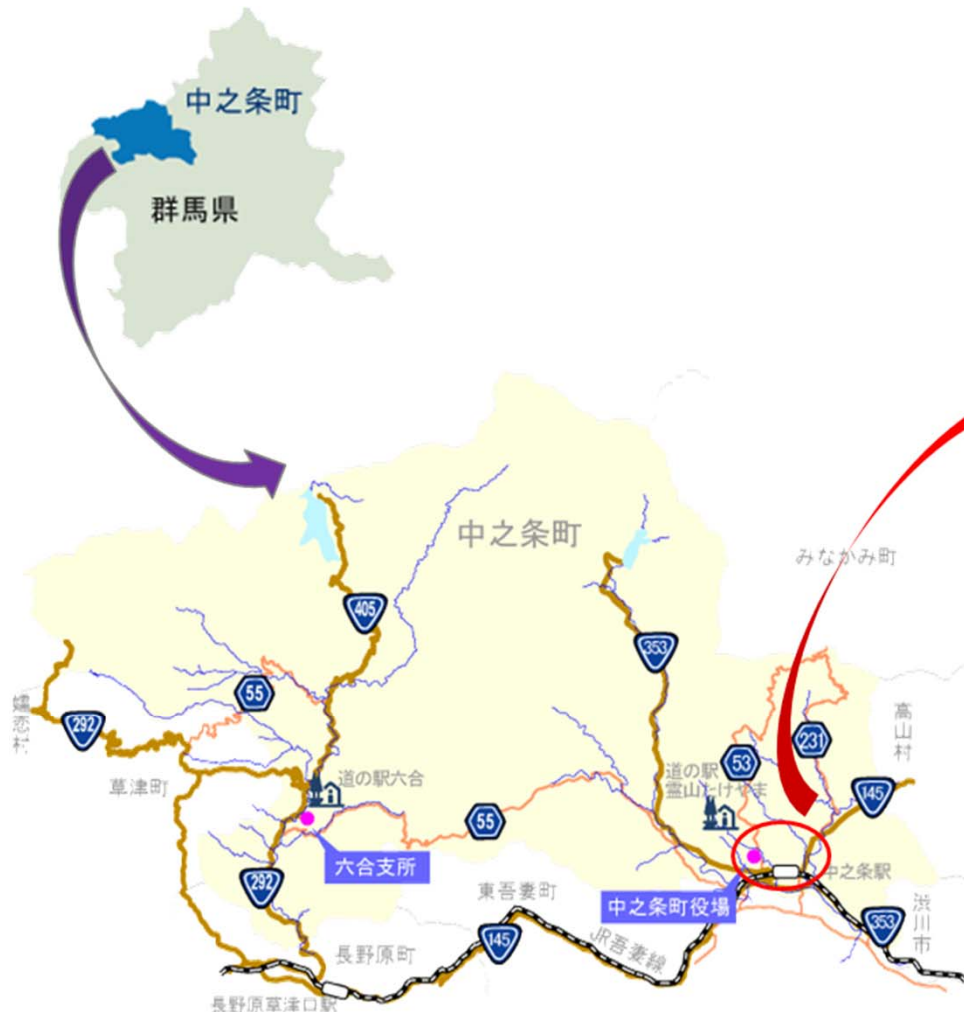 中之条町
群馬県
中之条町
みなかみ町
405
353
55
嬬恋村
292
高山村
231
53
道の駅
霊山たけやま
145
草津町
道の駅六合
55
六合支所
292
中之条駅
東吾妻町
中之条町役場
渋川市
353
145
JR吾妻線
長野原町
長野原草津口駅